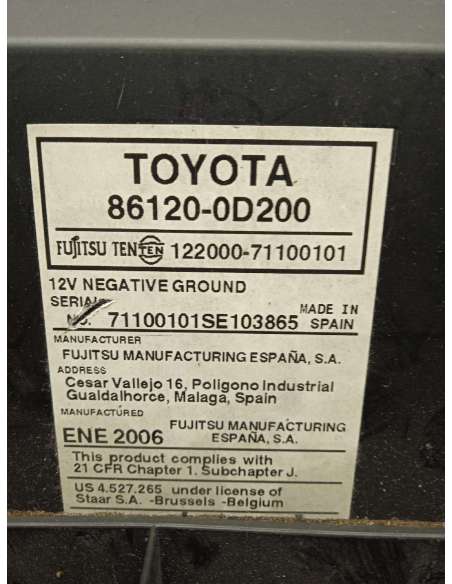 TOYOTA
86120-0D200
FUJITSU TEN TEN 122000-71100101
12V NEGATIVE GROUND
SERIAL
NO. 71100101SE103865
MADE IN
SPAIN
MANUFACTURER
FUJITSU MANUFACTURING ESPAÑA, S.A.
ADDRESS
Cesar Vallejo 16, Poligono Industrial
Gualdalhorce, Malaga, Spain
MANUFACTURED
ENE 2006
FUJITSU MANUFACTURING
ESPAÑA, S.A.
This product complies with
21 CFR Chapter 1. Subchapter J.
US 4.527.265 under license of
Staar S.A. -Brussels -Belgium